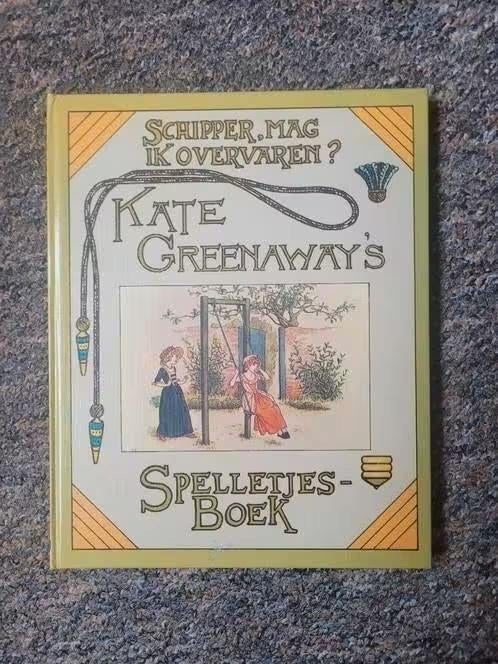 SCHIPPER, MAG
IK OVERVAREN?
KATE
GREENAWAY'S
SPELLETJES-
BOEK